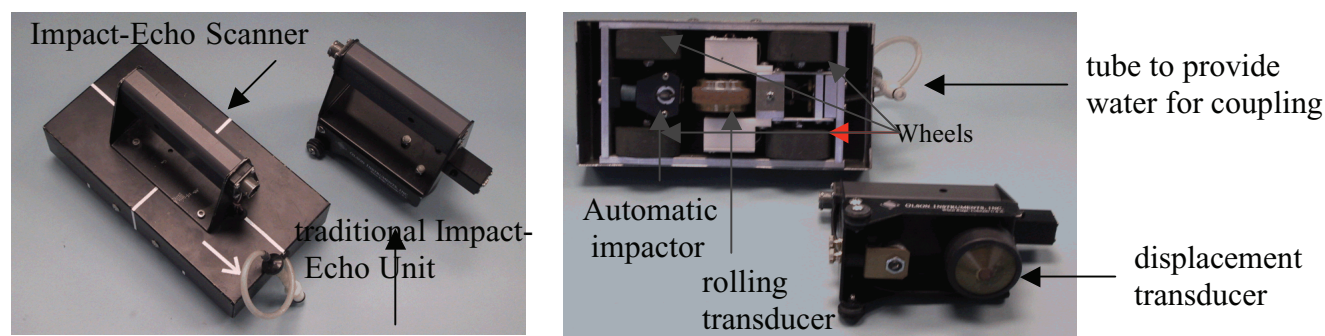 Impact-Echo Scanner
traditional Impact-
Echo Unit
tube to provide
water for coupling
Wheels
Automatic
impactor
rolling
transducer
OLSON INSTRUMENTS, INC.
displacement
transducer